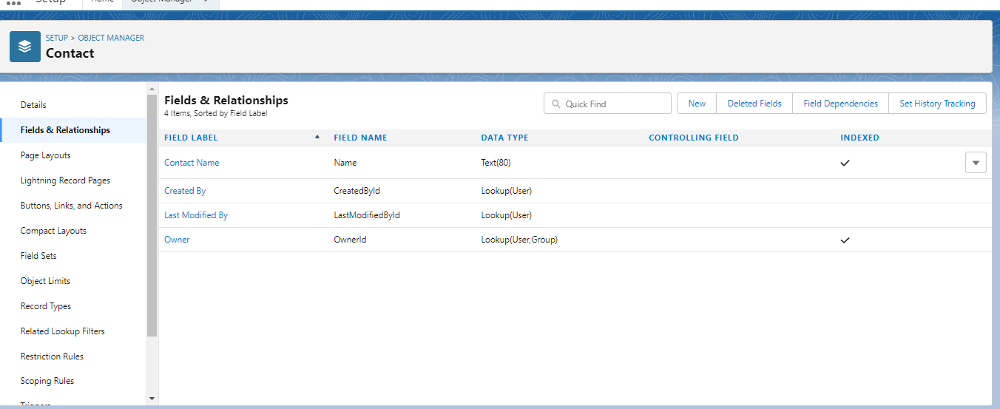 Setup Home Object Manager
SETUP > OBJECT MANAGER
Contact
Details
Fields & Relationships
Page Layouts
Lightning Record Pages
Buttons, Links, and Actions
Compact Layouts
Field Sets
Object Limits
Record Types
Related Lookup Filters
Restriction Rules
Scoping Rules
Triggers
Fields & Relationships
4 Items, Sorted by Field Label
Quick Find New Deleted Fields Field Dependencies Set History Tracking
FIELD LABEL FIELD NAME DATA TYPE CONTROLLING FIELD INDEXED
Contact Name Name Text(80)
Created By CreatedById Lookup(User)
Last Modified By LastModifiedById Lookup(User)
Owner OwnerId Lookup(User,Group)